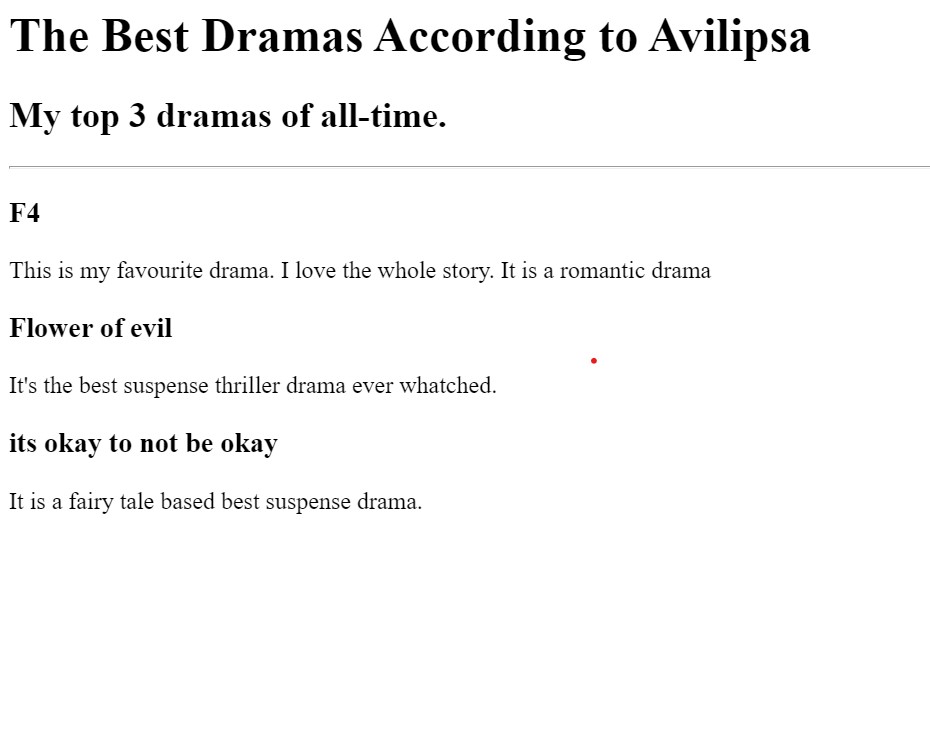 The Best Dramas According to Avilipsa
My top 3 dramas of all-time.
F4
This is my favourite drama. I love the whole story. It is a romantic drama
Flower of evil
It's the best suspense thriller drama ever whatched.
its okay to not be okay
It is a fairy tale based best suspense drama.